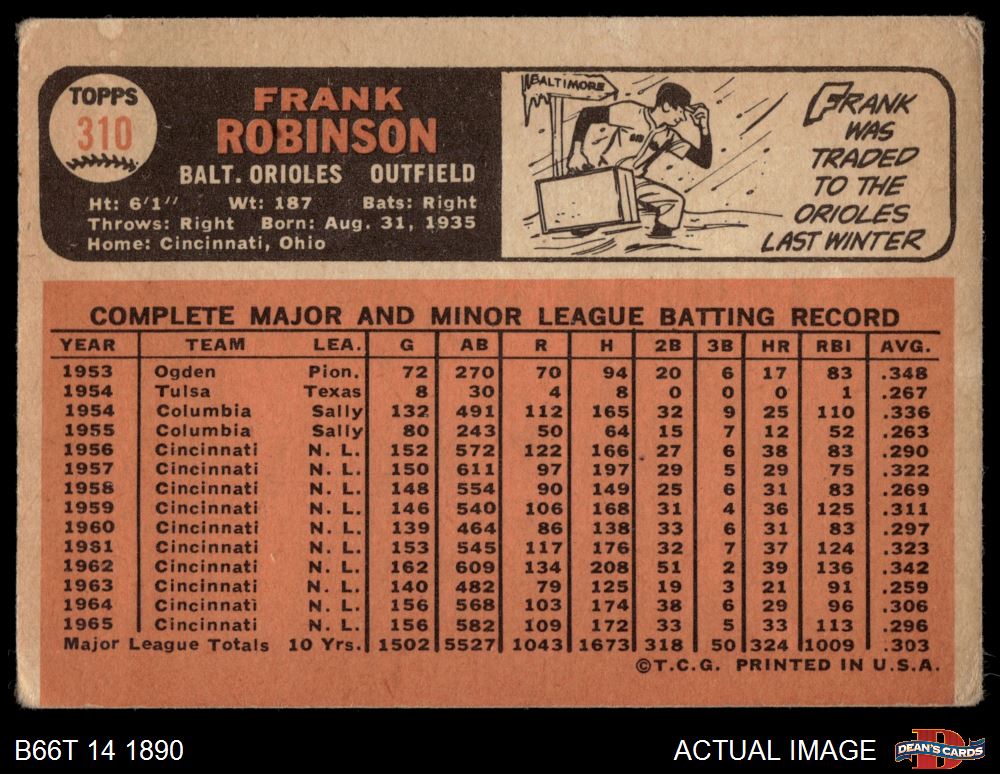 TOPPS
310
FRANK
ROBINSON
BALT. ORIOLES OUTFIELD
Ht: 6'1" Wt: 187 Bats: Right
Throws: Right Born: Aug. 31, 1935
Home: Cincinnati, Ohio
BALTIMORE
FRANK
WAS
TRADED
TO THE
ORIOLES
LAST WINTER
COMPLETE MAJOR AND MINOR LEAGUE BATTING RECORD
YEAR TEAM LEA. G AB R H 2B 3B HR RBI AVG.
1953 Ogden Pion. 72 270 70 94 20 6 17 83 .348
1954 Tulsa Texas 8 30 4 8 0 0 0 1 .267
1954 Columbia Sally 132 491 112 165 32 9 25 110 .336
1955 Columbia Sally 80 243 50 64 15 7 12 52 .263
1956 Cincinnati N. L. 152 572 122 166 27 6 38 83 .290
1957 Cincinnati N. L. 150 611 97 197 29 5 29 75 .322
1958 Cincinnati N. L. 148 554 90 149 25 6 31 83 .269
1959 Cincinnati N. L. 146 540 106 168 31 4 36 125 .311
1960 Cincinnati N. L. 139 464 86 138 33 6 31 83 .297
1961 Cincinnati N. L. 153 545 117 176 32 7 37 124 .323
1962 Cincinnati N. L. 162 609 134 208 51 2 39 136 .342
1963 Cincinnati N. L. 140 482 79 125 19 3 21 91 .259
1964 Cincinnati N. L. 156 568 103 174 38 6 29 96 .306
1965 Cincinnati N. L. 156 582 109 172 33 5 33 113 .296
Major League Totals 10 Yrs. 1502 5527 1043 1673 318 50 324 1009 .303
©T.C.G. PRINTED IN U.S.A.
B66T 14 1890
ACTUAL IMAGE
D
DEAN'S CARDS